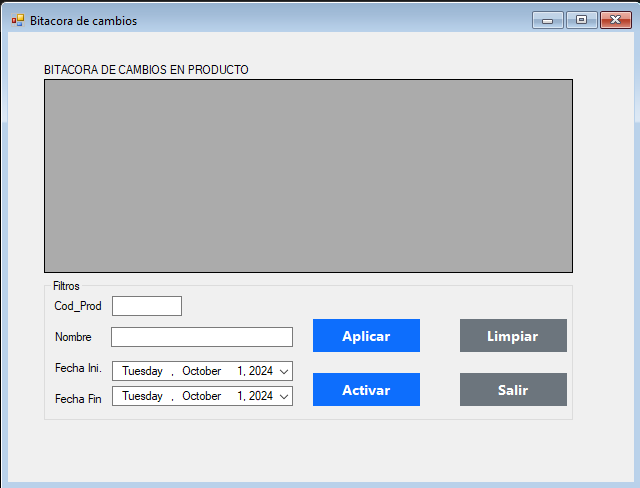 Bitacora de cambios
BITACORA DE CAMBIOS EN PRODUCTO
Filtros
Cod_Prod
Nombre
Aplicar
Limpiar
Fecha Ini.
Tuesday , October 1, 2024
Fecha Fin
Tuesday , October 1, 2024
Activar
Salir